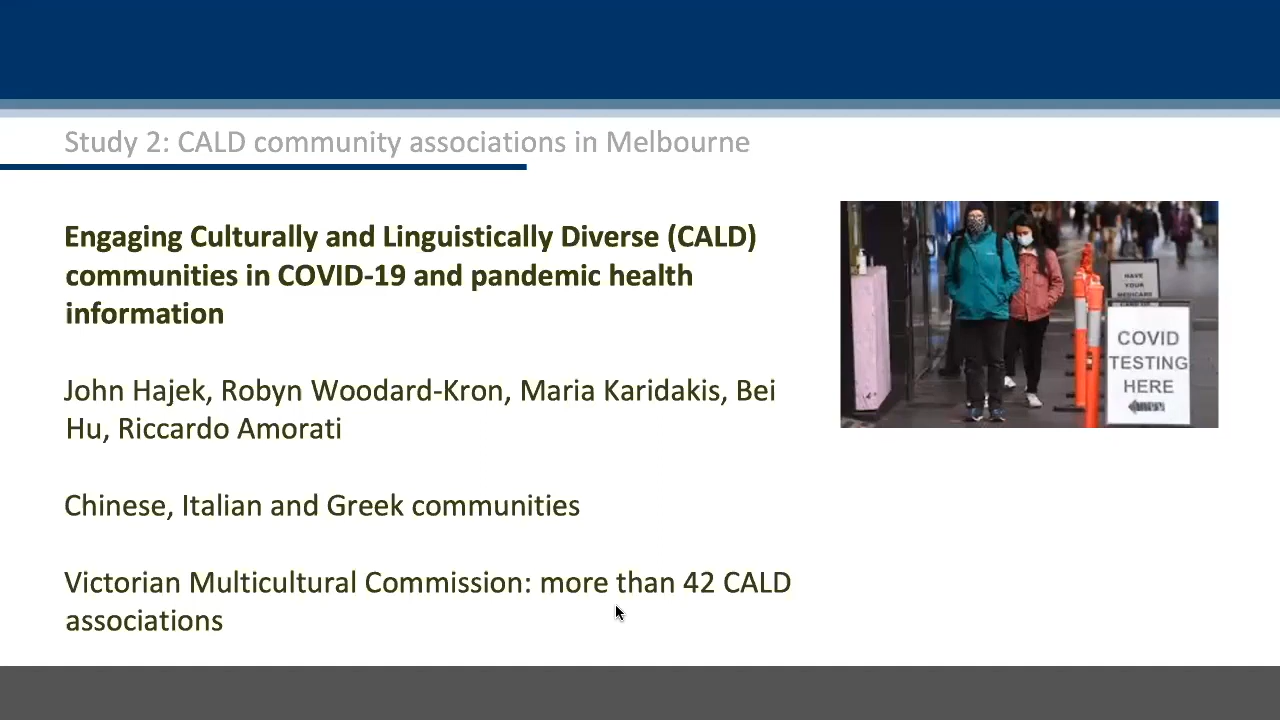 Study 2: CALD community associations in Melbourne
Engaging Culturally and Linguistically Diverse (CALD)
communities in COVID-19 and pandemic health
information
John Hajek, Robyn Woodard-Kron, Maria Karidakis, Bei
Hu, Riccardo Amorati
Chinese, Italian and Greek communities
Victorian Multicultural Commission: more than 42 CALD
associations
HAVE
YOUR
MEDICARE
COVID
TESTING
HERE